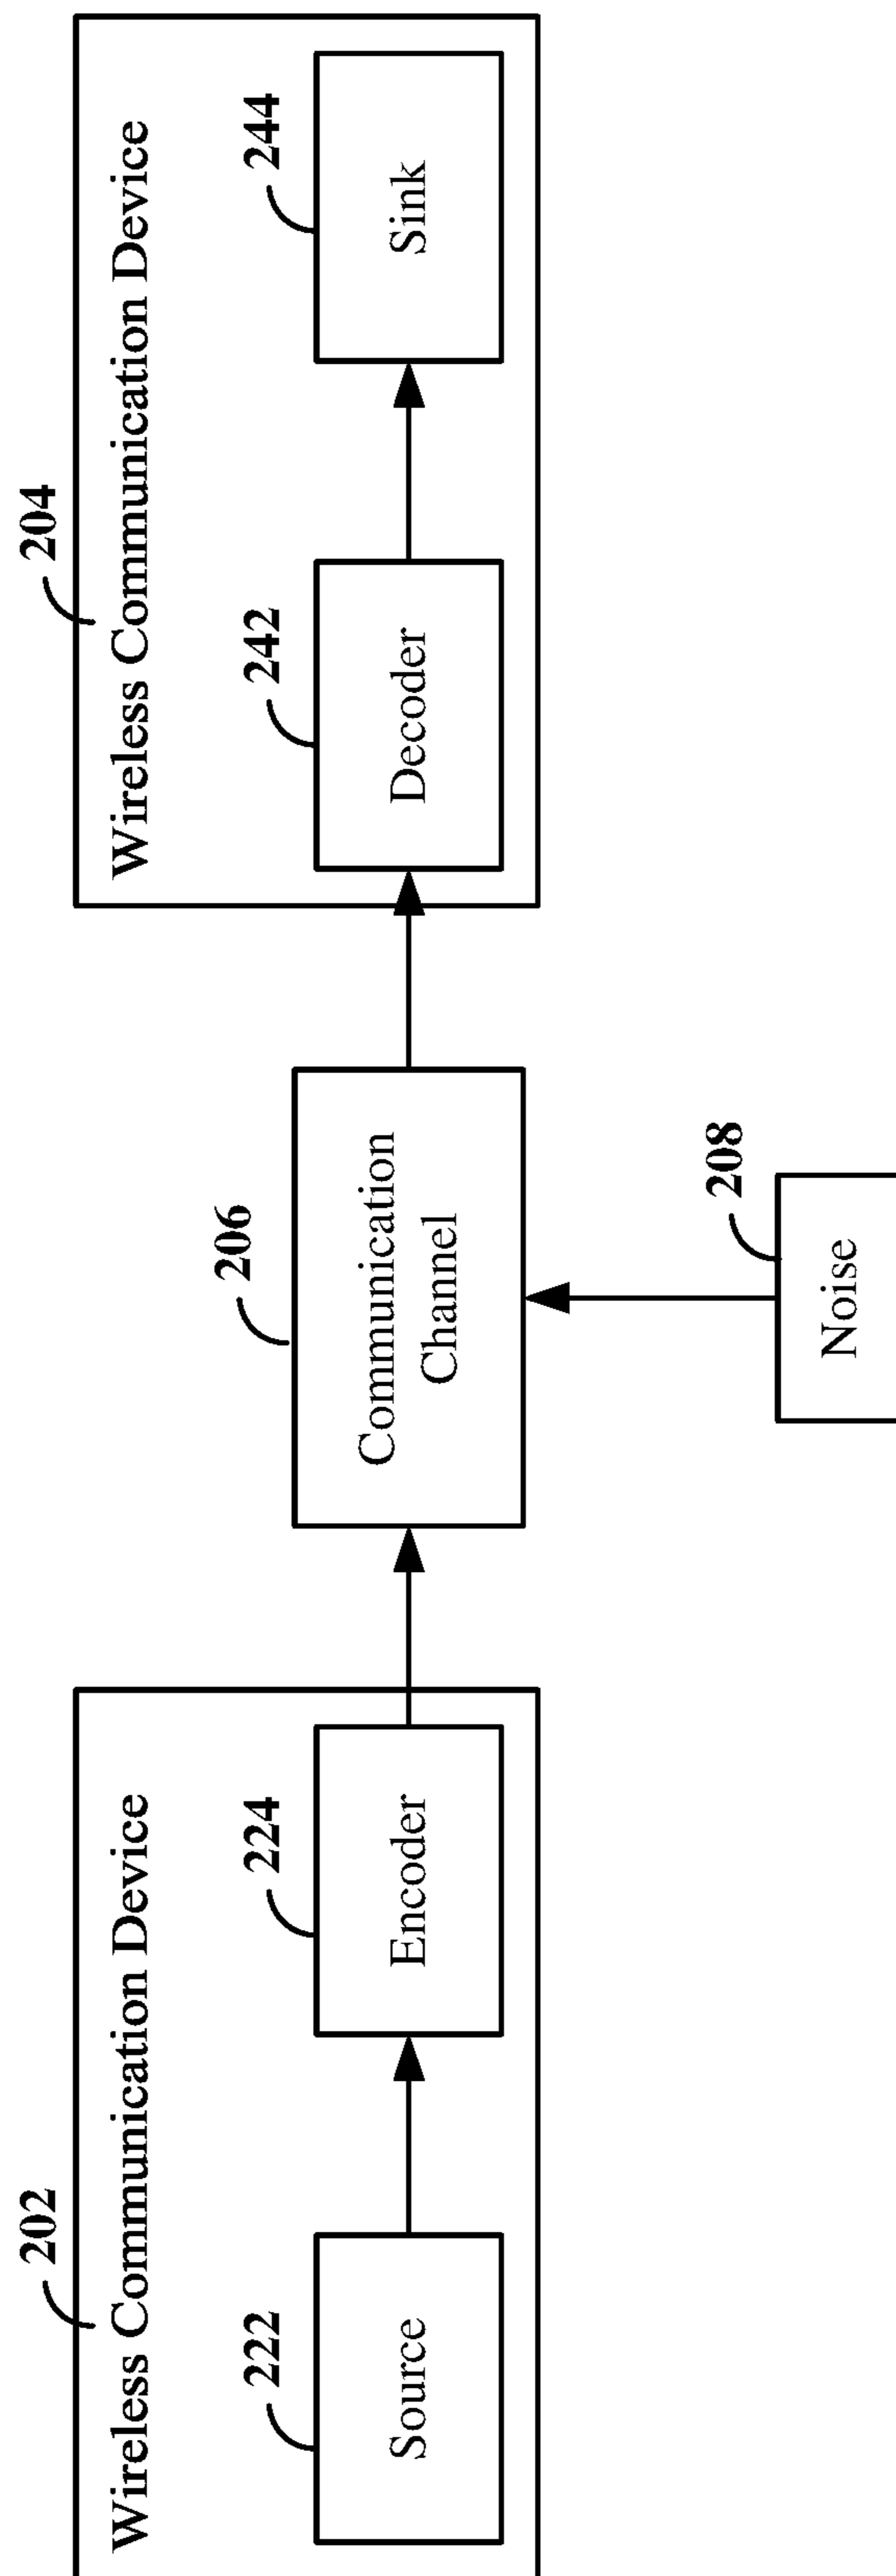 202
Wireless Communication Device
222
Source
224
Encoder
206
Communication
Channel
208
Noise
204
Wireless Communication Device
242
Decoder
244
Sink